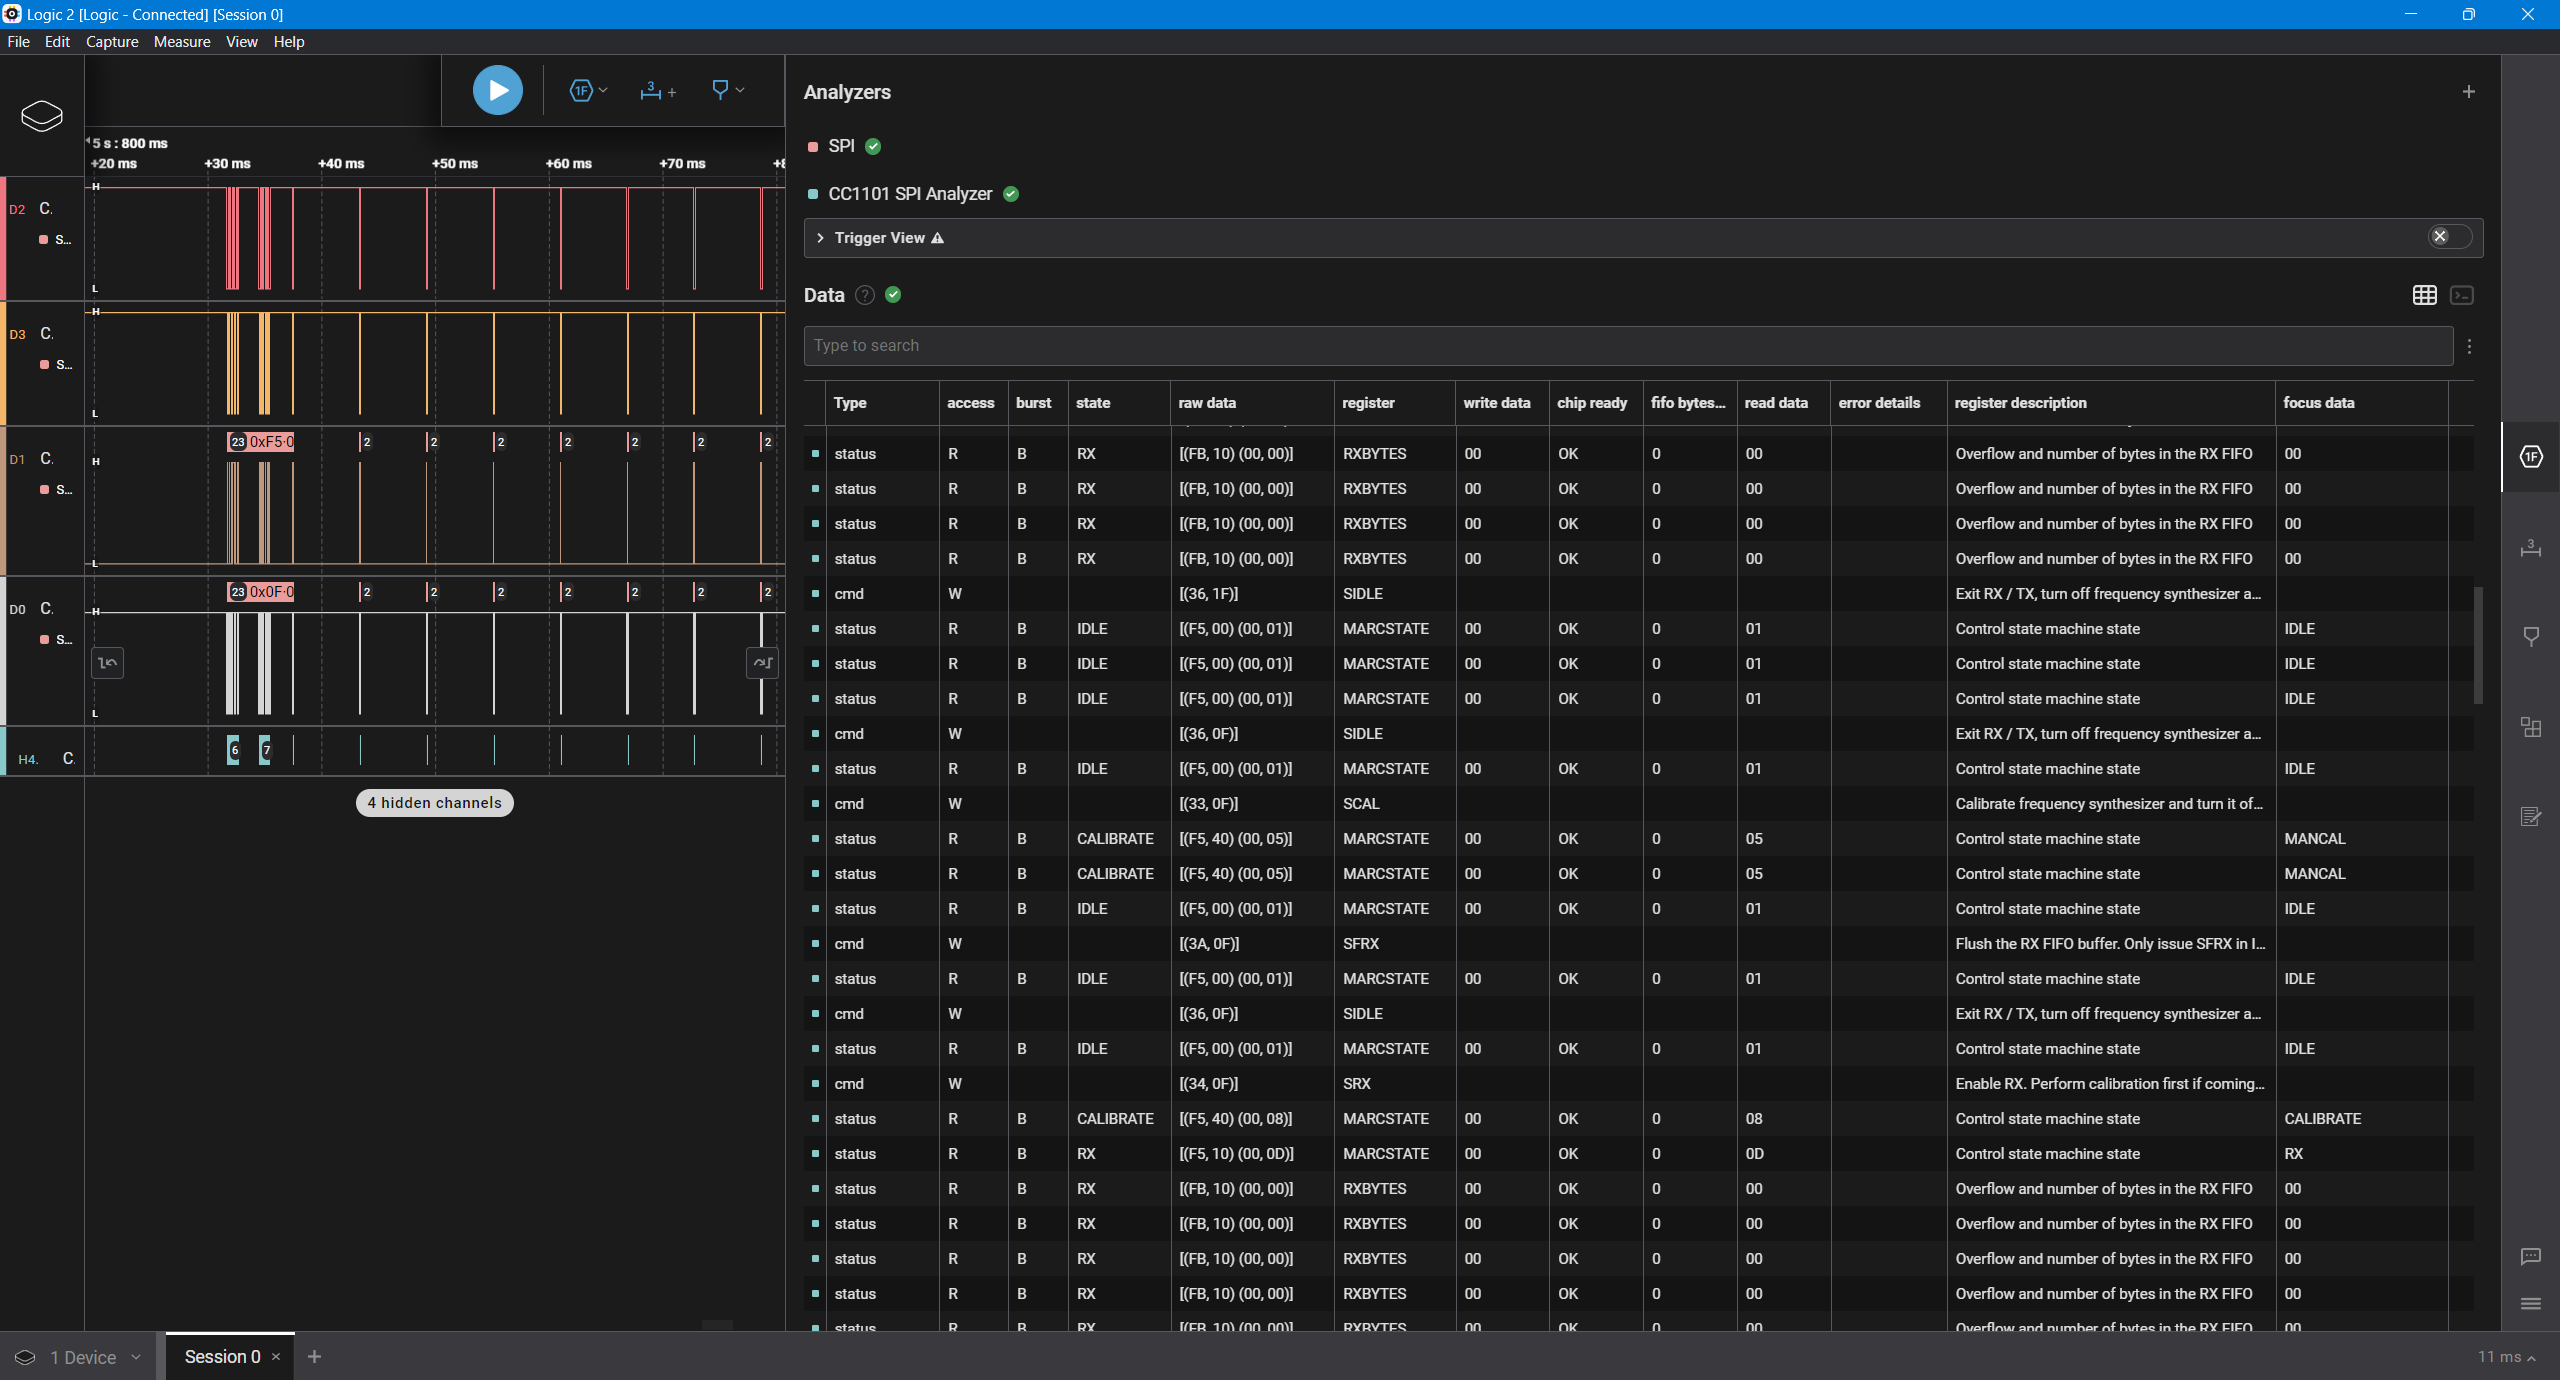 Logic 2 [Logic - Connected] [Session 0]
File Edit Capture Measure View Help
5 s : 800 ms
+20 ms +30 ms +40 ms +50 ms +60 ms +70 ms
D2 C.
S...
H
L
D3 C.
S...
H
L
D1 C.
S...
23 0xF5·0 2 2 2 2 2 2 2
H
L
D0 C.
S...
23 0x0F·0 2 2 2 2 2 2 2
H
L
H4. C.
6 7
4 hidden channels
Analyzers
SPI
CC1101 SPI Analyzer
Trigger View
Data
Type to search
Type access burst state raw data register write data chip ready fifo bytes... read data error details register description focus data
status R B RX [(FB, 10) (00, 00)] RXBYTES 00 OK 0 00 Overflow and number of bytes in the RX FIFO 00
status R B RX [(FB, 10) (00, 00)] RXBYTES 00 OK 0 00 Overflow and number of bytes in the RX FIFO 00
status R B RX [(FB, 10) (00, 00)] RXBYTES 00 OK 0 00 Overflow and number of bytes in the RX FIFO 00
status R B RX [(FB, 10) (00, 00)] RXBYTES 00 OK 0 00 Overflow and number of bytes in the RX FIFO 00
cmd W [(36, 1F)] SIDLE Exit RX / TX, turn off frequency synthesizer a...
status R B IDLE [(F5, 00) (00, 01)] MARCSTATE 00 OK 0 01 Control state machine state IDLE
status R B IDLE [(F5, 00) (00, 01)] MARCSTATE 00 OK 0 01 Control state machine state IDLE
status R B IDLE [(F5, 00) (00, 01)] MARCSTATE 00 OK 0 01 Control state machine state IDLE
cmd W [(36, 0F)] SIDLE Exit RX / TX, turn off frequency synthesizer a...
status R B IDLE [(F5, 00) (00, 01)] MARCSTATE 00 OK 0 01 Control state machine state IDLE
cmd W [(33, 0F)] SCAL Calibrate frequency synthesizer and turn it of...
status R B CALIBRATE [(F5, 40) (00, 05)] MARCSTATE 00 OK 0 05 Control state machine state MANCAL
status R B CALIBRATE [(F5, 40) (00, 05)] MARCSTATE 00 OK 0 05 Control state machine state MANCAL
status R B IDLE [(F5, 00) (00, 01)] MARCSTATE 00 OK 0 01 Control state machine state IDLE
cmd W [(3A, 0F)] SFRX Flush the RX FIFO buffer. Only issue SFRX in I...
status R B IDLE [(F5, 00) (00, 01)] MARCSTATE 00 OK 0 01 Control state machine state IDLE
cmd W [(36, 0F)] SIDLE Exit RX / TX, turn off frequency synthesizer a...
status R B IDLE [(F5, 00) (00, 01)] MARCSTATE 00 OK 0 01 Control state machine state IDLE
cmd W [(34, 0F)] SRX Enable RX. Perform calibration first if coming...
status R B CALIBRATE [(F5, 40) (00, 08)] MARCSTATE 00 OK 0 08 Control state machine state CALIBRATE
status R B RX [(F5, 10) (00, 0D)] MARCSTATE 00 OK 0 0D Control state machine state RX
status R B RX [(FB, 10) (00, 00)] RXBYTES 00 OK 0 00 Overflow and number of bytes in the RX FIFO 00
status R B RX [(FB, 10) (00, 00)] RXBYTES 00 OK 0 00 Overflow and number of bytes in the RX FIFO 00
status R B RX [(FB, 10) (00, 00)] RXBYTES 00 OK 0 00 Overflow and number of bytes in the RX FIFO 00
status R B RX [(FB, 10) (00, 00)] RXBYTES 00 OK 0 00 Overflow and number of bytes in the RX FIFO 00
status R B RX [(FB, 10) (00, 00)] RXBYTES 00 OK 0 00 Overflow and number of bytes in the RX FIFO 00
1 Device Session 0 11 ms